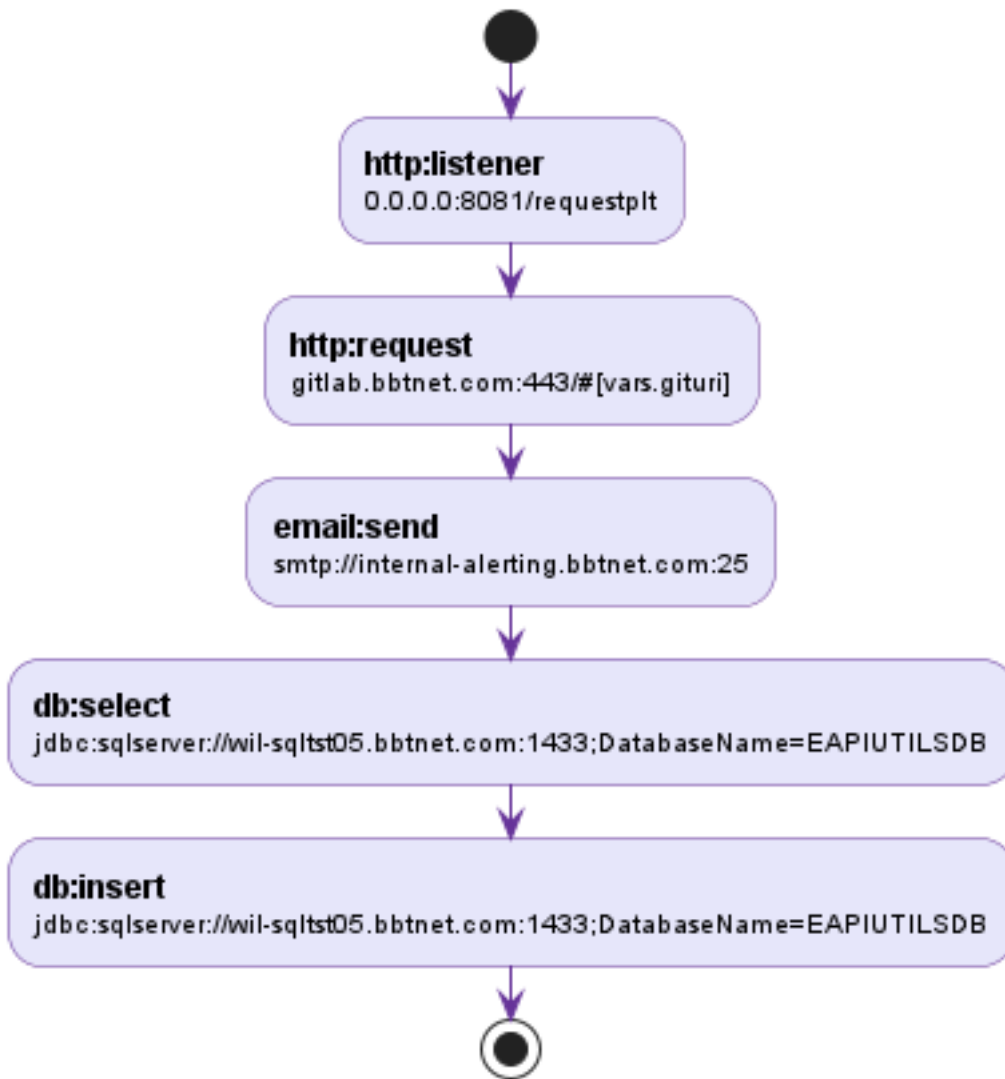 http:listener
0.0.0.0:8081/requestplt
http:request
gitlab.bbtnet.com:443/#[vars.gituri]
email:send
smtp://internal-alerting.bbtnet.com:25
db:select
jdbc:sqlserver://wil-sqltst05.bbtnet.com:1433;DatabaseName=EAPIUTILSDB
db:insert
jdbc:sqlserver://wil-sqltst05.bbtnet.com:1433;DatabaseName=EAPIUTILSDB